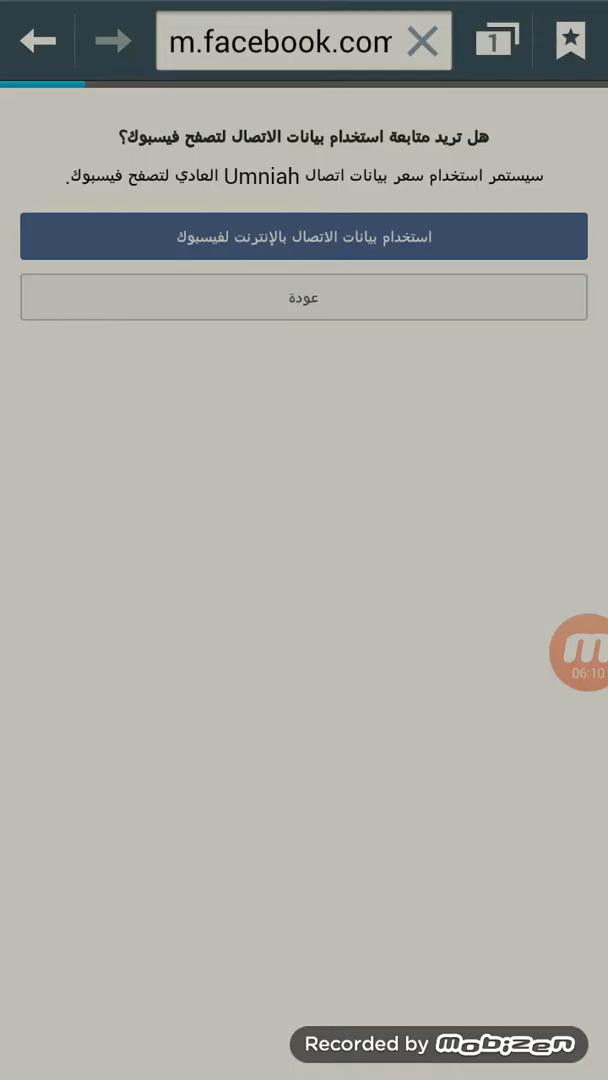 m.facebook.com
1
هل تريد متابعة استخدام بيانات الاتصال لتصفح فيسبوك؟
سيستمر استخدام سعر بيانات اتصال Umniah العادي لتصفح فيسبوك.
استخدام بيانات الاتصال بالإنترنت لفيسبوك
عودة
06:10
Recorded by mobizen